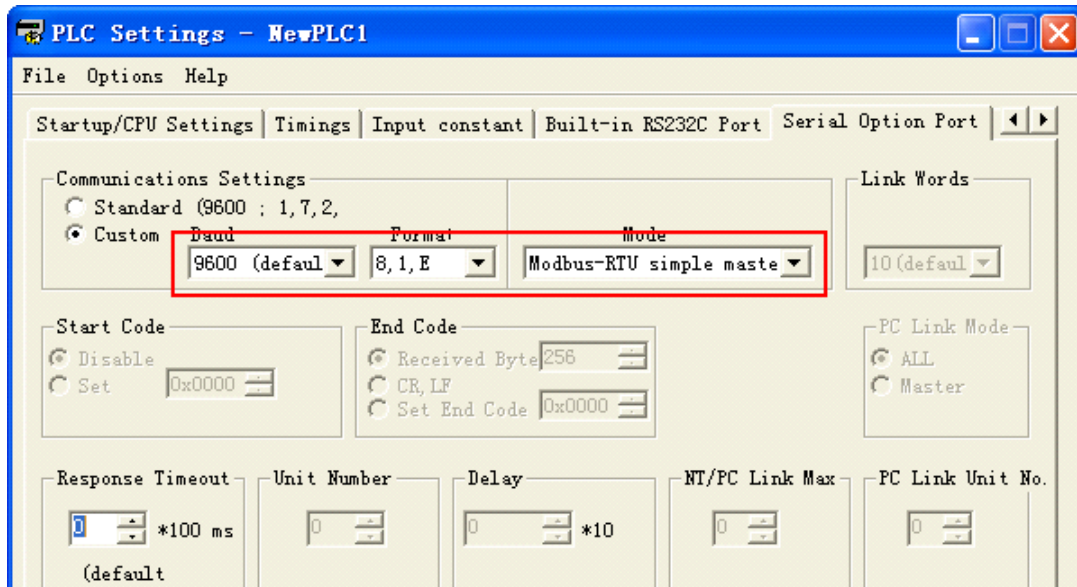 PLC Settings - NewPLC1
File Options Help
Startup/CPU Settings Timings Input constant Built-in RS232C Port Serial Option Port
Communications Settings
Standard (9600 ; 1,7,2,
Custom Baud Format Mode
9600 (defaul 8,1,E Modbus-RTU simple maste
Link Words
10 (defaul
Start Code
Disable
Set 0x0000
End Code
Received Byte 256
CR, LF
Set End Code 0x0000
PC Link Mode
ALL
Master
Response Timeout
0 *100 ms
(default
Unit Number
0
Delay
0 *10
NT/PC Link Max
0
PC Link Unit No.
0